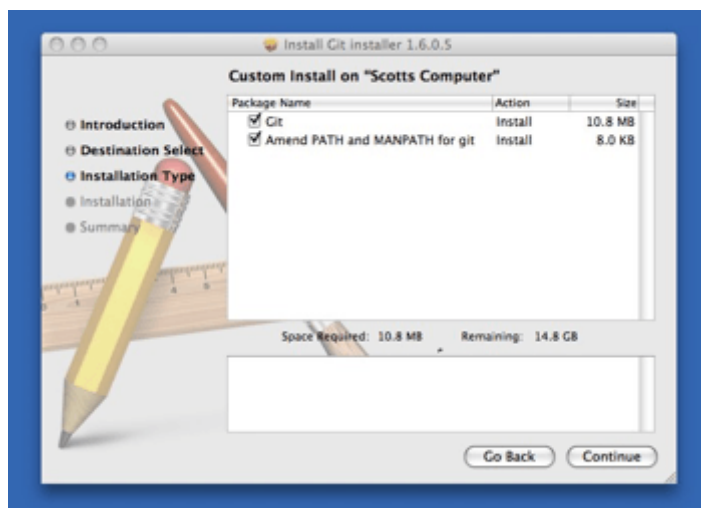 Install Git installer 1.6.0.5
Custom Install on "Scotts Computer"
Introduction
Destination Select
Installation Type
Installation
Summary
Package Name Action Size
Git Install 10.8 MB
Amend PATH and MANPATH for git Install 8.0 KB
Space Required: 10.8 MB Remaining: 14.8 GB
Go Back Continue